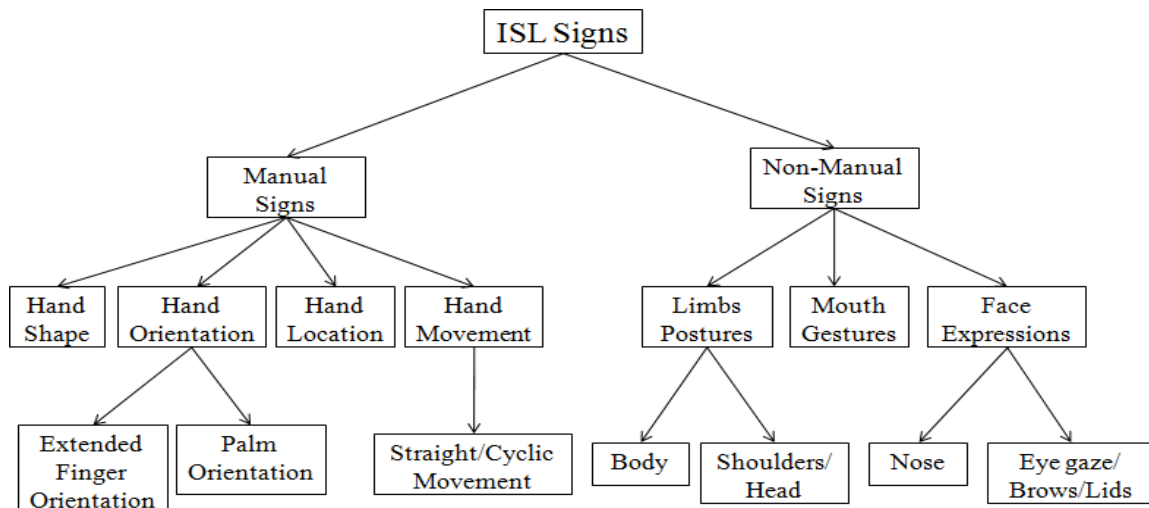 ISL Signs
Manual
Signs
Non-Manual
Signs
Hand
Shape
Hand
Orientation
Hand
Location
Hand
Movement
Limbs
Postures
Mouth
Gestures
Face
Expressions
Extended
Finger
Orientation
Palm
Orientation
Straight/Cyclic
Movement
Body
Shoulders/
Head
Nose
Eye gaze/
Brows/Lids